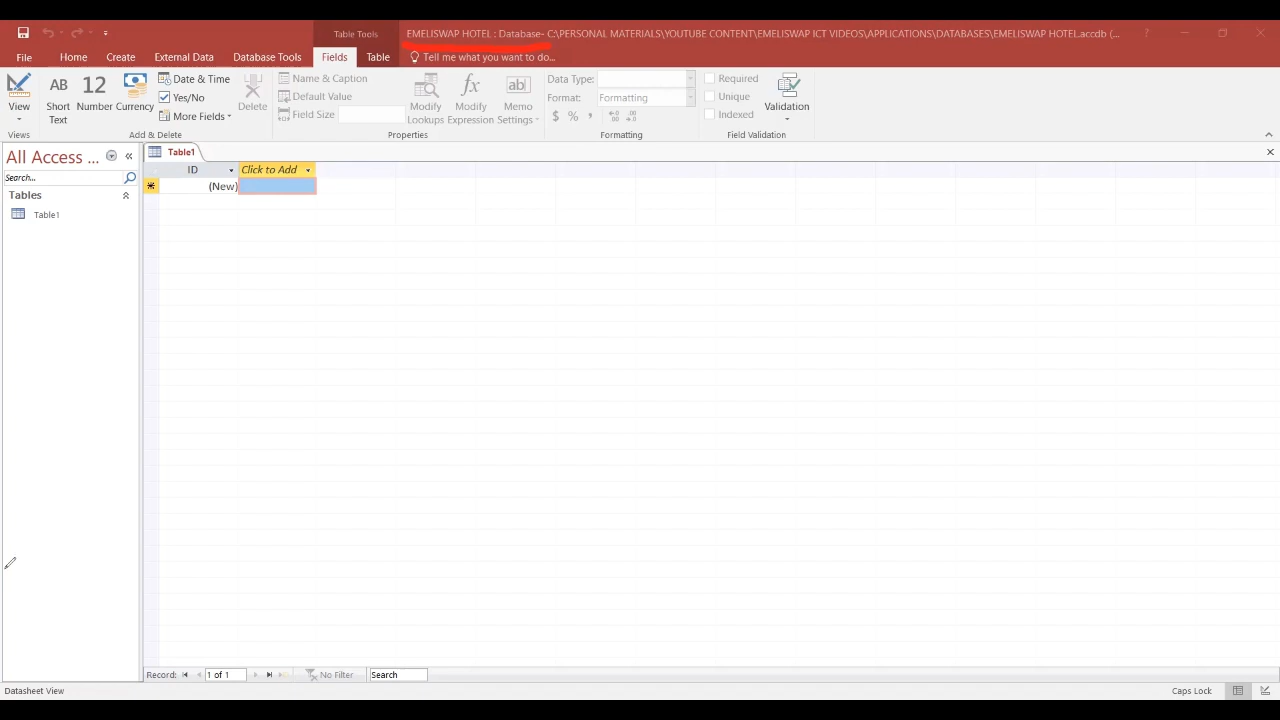 Table Tools
EMELISWAP HOTEL : Database- C:\PERSONAL MATERIALS\YOUTUBE CONTENT\EMELISWAP ICT VIDEOS\APPLICATIONS\DATABASES\EMELISWAP HOTEL.accdb (...
?
File Home Create External Data Database Tools Fields Table Tell me what you want to do...
View
Views
AB Short Text
12 Number
Currency
Date & Time
Yes/No
More Fields
Delete
Add & Delete
Name & Caption
Default Value
Field Size
Modify Lookups
fx Modify Expression
ab Memo Settings
Properties
Data Type:
Format: Formatting
$ % , .00
Formatting
Required
Unique
Indexed
Validation
Field Validation
All Access ...
Search...
Tables
Table1
Table1
ID Click to Add
(New)
Record: 1 of 1 No Filter Search
Datasheet View Caps Lock